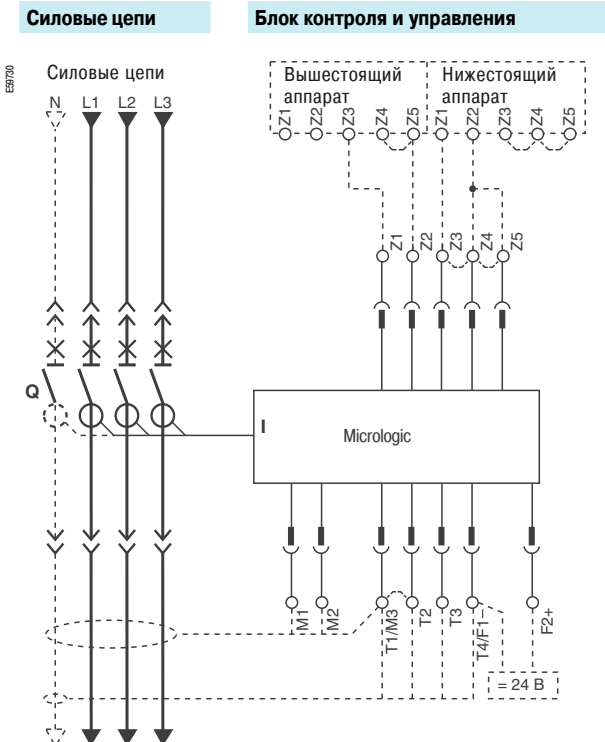 Силовые цепи
Блок контроля и управления
E59730
Силовые цепи
N L1 L2 L3
Вышестоящий аппарат
Нижестоящий аппарат
Z1 Z2 Z3 Z4 Z5 Z1 Z2 Z3 Z4 Z5
Z1 Z2 Z3 Z4 Z5
Q
I
Micrologic
M1 M2 T1/M3 T2 T3 T4/F1– F2+
= 24 В